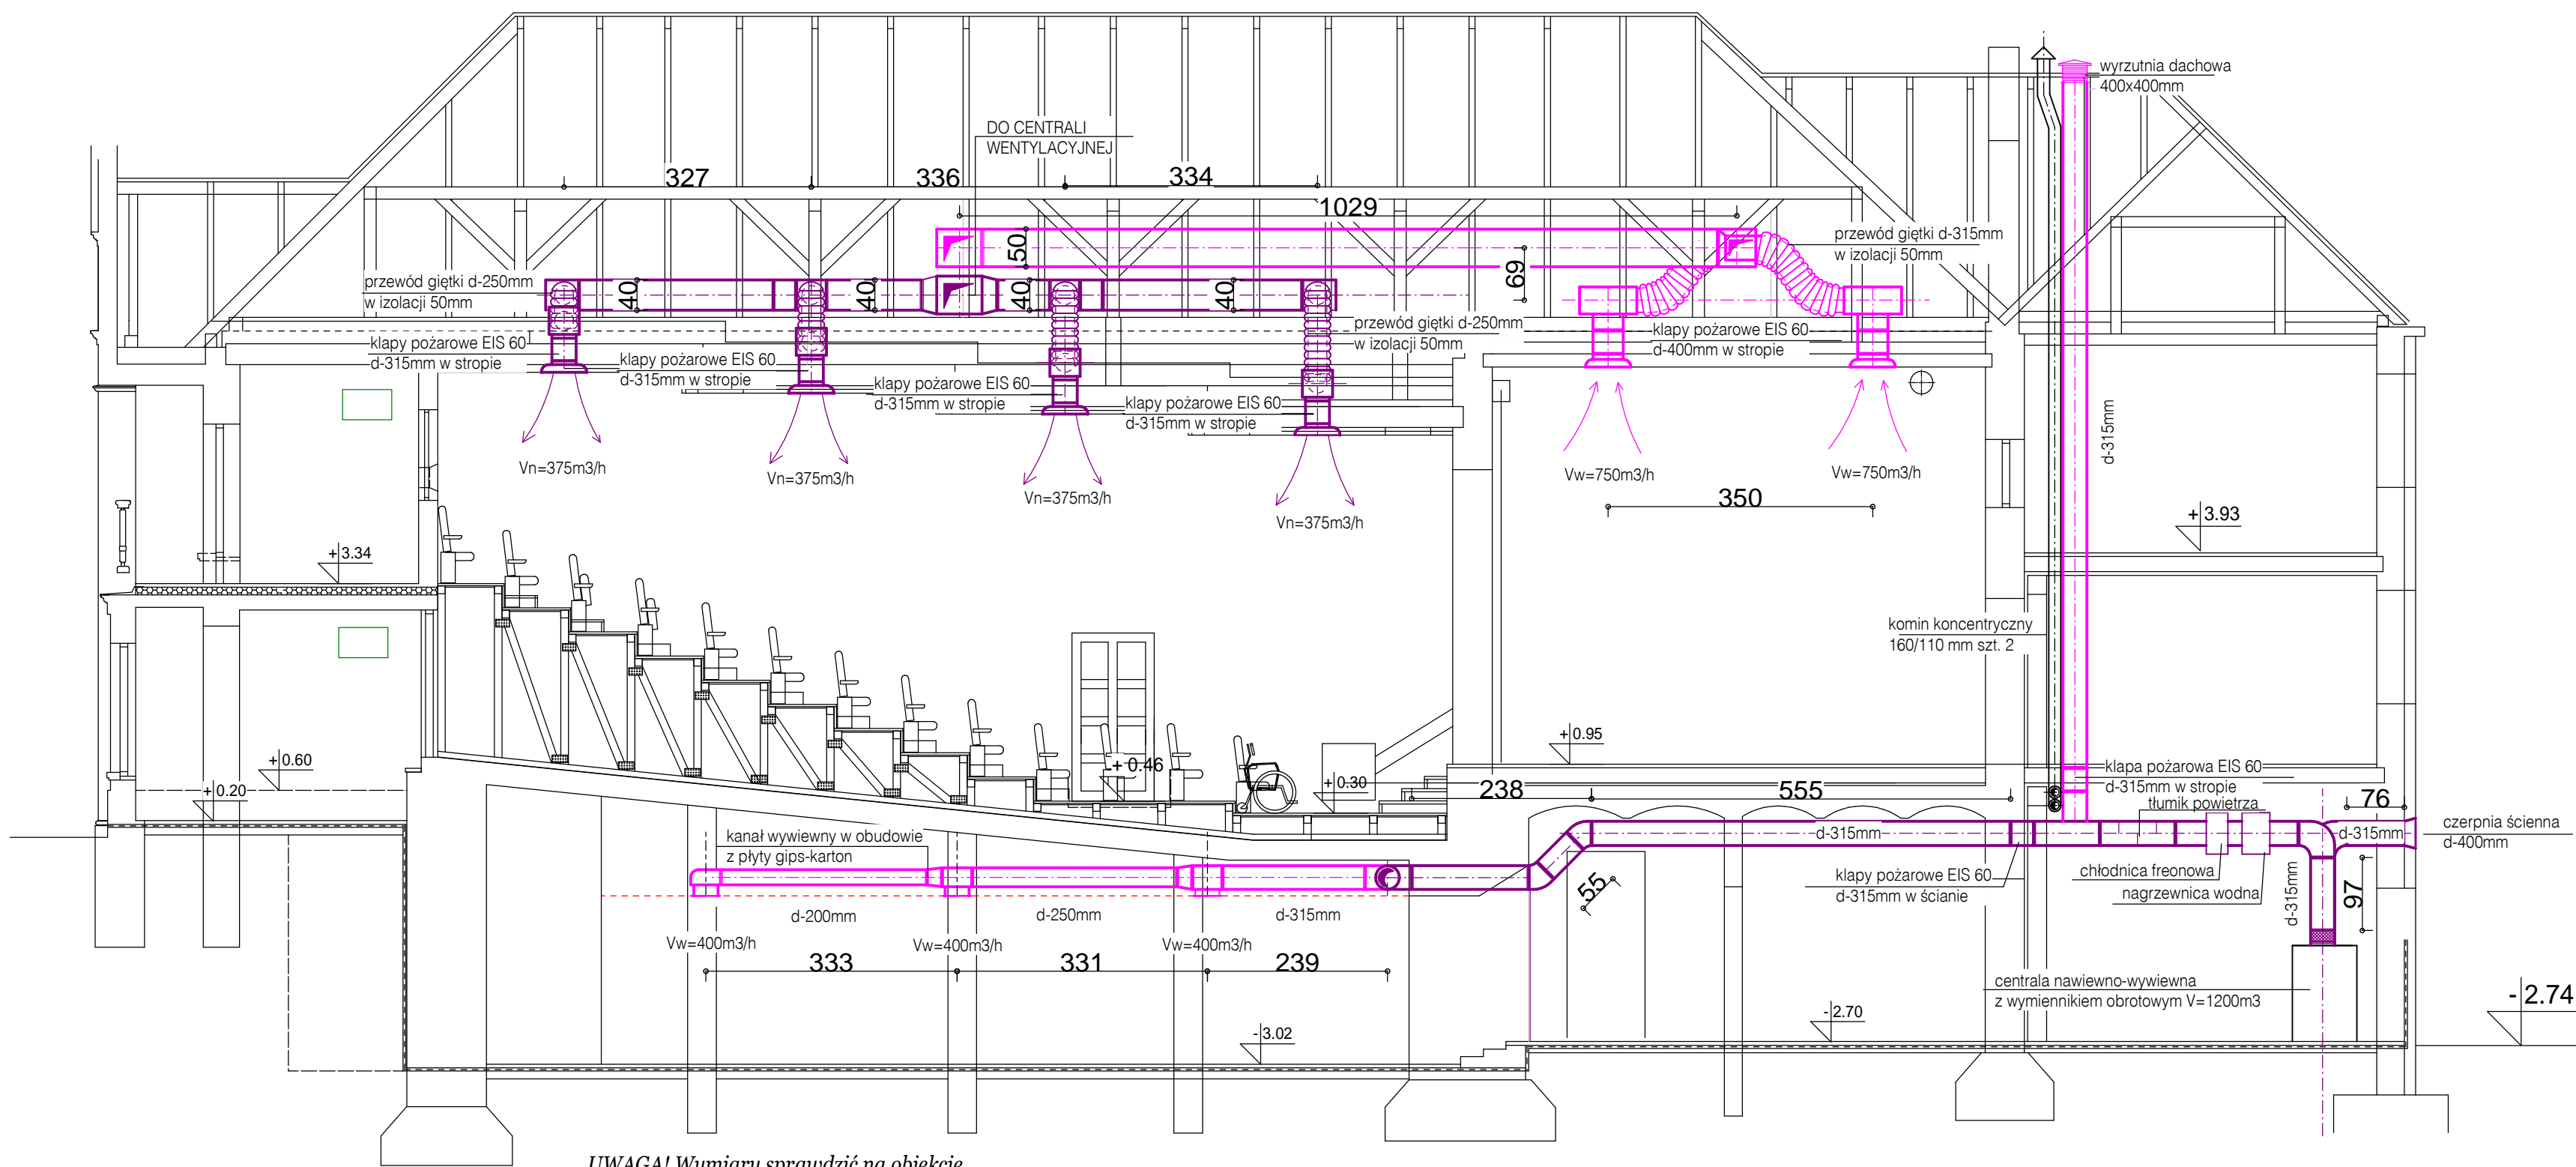 wyrzutnia dachowa
400x400mm
DO CENTRALI
WENTYLACYJNEJ
327
336
334
1029
50
69
przewód giętki d-315mm
w izolacji 50mm
przewód giętki d-250mm
w izolacji 50mm
40
40
40
40
przewód giętki d-250mm
w izolacji 50mm
klapy pożarowe EIS 60
d-400mm w stropie
klapy pożarowe EIS 60
d-315mm w stropie
klapy pożarowe EIS 60
d-315mm w stropie
klapy pożarowe EIS 60
d-315mm w stropie
klapy pożarowe EIS 60
d-315mm w stropie
d-315mm
Vn=375m3/h
Vn=375m3/h
Vn=375m3/h
Vn=375m3/h
Vw=750m3/h
Vw=750m3/h
350
+3.93
+3.34
komin koncentryczny
160/110 mm szt. 2
+0.95
+0.60
+0.46
+0.30
+0.20
klapa pożarowa EIS 60
d-315mm w stropie
tłumik powietrza
238
555
76
kanał wywiewny w obudowie
z płyty gips-karton
d-315mm
d-315mm
czerpnia ścienna
d-400mm
chłodnica freonowa
nagrzewnica wodna
klapy pożarowe EIS 60
d-315mm w ścianie
55
d-315mm
97
d-200mm
d-250mm
d-315mm
Vw=400m3/h
Vw=400m3/h
Vw=400m3/h
333
331
239
centrala nawiewno-wywiewna
z wymiennikiem obrotowym V=1200m3
-2.74
-2.70
-3.02
UWAGA! Wymiary sprawdzić na obiekcie